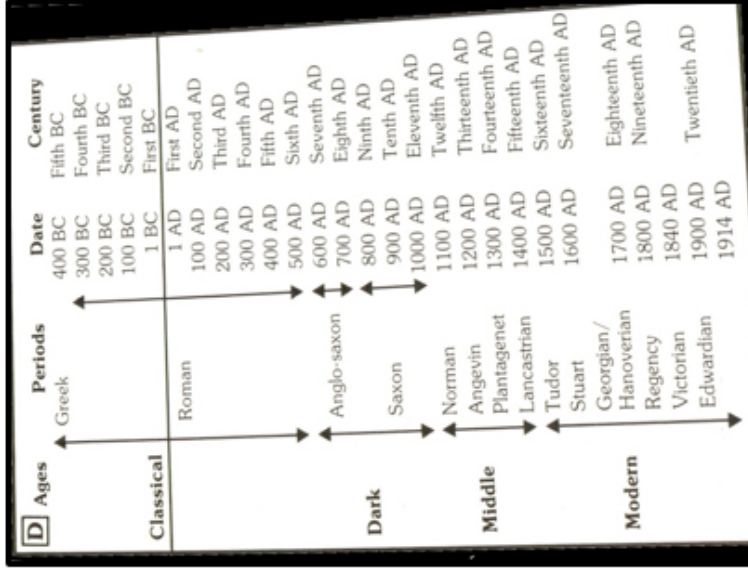 D Ages Periods Date Century
Greek 400 BC Fifth BC
300 BC Fourth BC
200 BC Third BC
100 BC Second BC
Classical 1 BC First BC
Roman 1 AD First AD
100 AD Second AD
200 AD Third AD
300 AD Fourth AD
400 AD Fifth AD
500 AD Sixth AD
Anglo-saxon 600 AD Seventh AD
700 AD Eighth AD
Dark Saxon 800 AD Ninth AD
900 AD Tenth AD
1000 AD Eleventh AD
Norman 1100 AD Twelfth AD
Middle Angevin 1200 AD Thirteenth AD
Plantagenet 1300 AD Fourteenth AD
Lancastrian 1400 AD Fifteenth AD
Tudor 1500 AD Sixteenth AD
Stuart 1600 AD Seventeenth AD
Georgian/
Modern Hanoverian 1700 AD Eighteenth AD
Regency 1800 AD Nineteenth AD
Victorian 1840 AD
Edwardian 1900 AD Twentieth AD
1914 AD